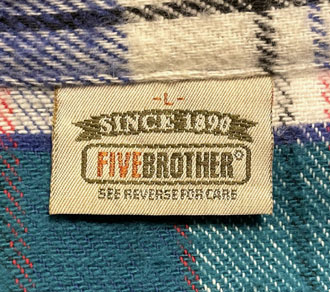 -L-
SINCE 1890
FIVEBROTHER®
SEE REVERSE FOR CARE